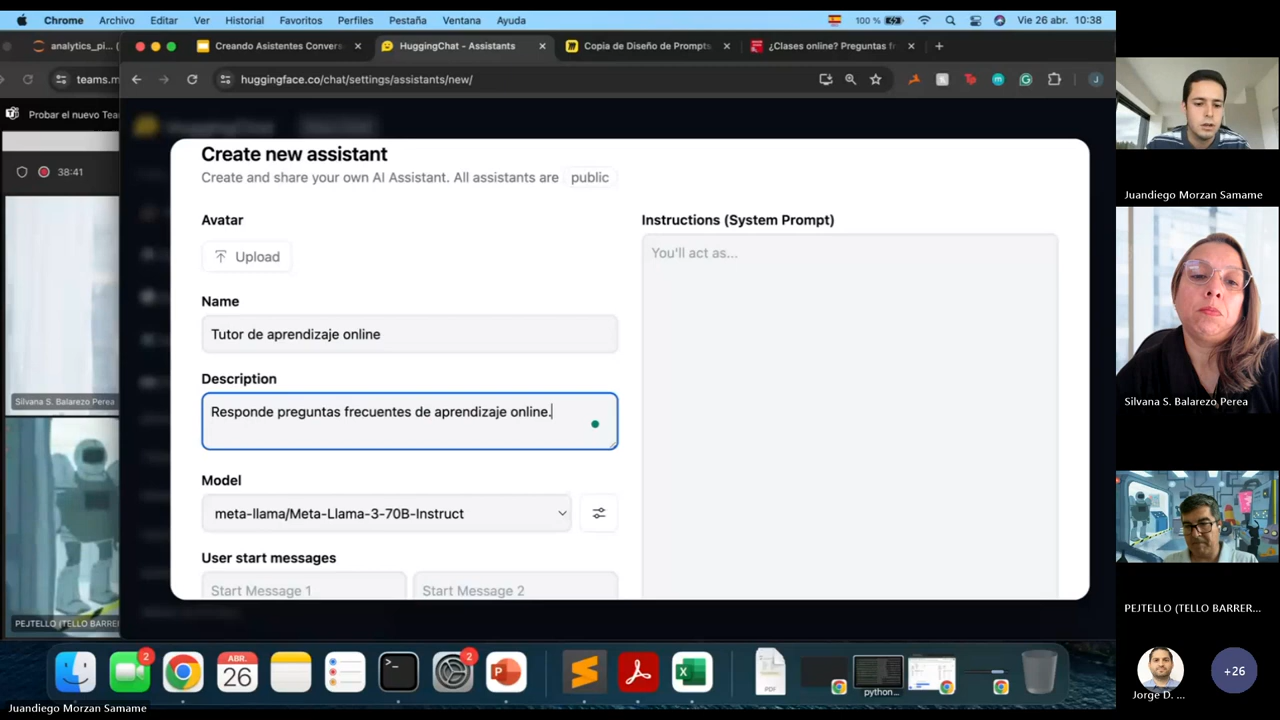 Chrome Archivo Editar Ver Historial Favoritos Perfiles Pestaña Ventana Ayuda 100 % Vie 26 abr. 10:38
analytics_pi... (
Creando Asistentes Convers
HuggingChat - Assistants
Copia de Diseño de Prompts
¿Clases online? Preguntas f
teams.m
huggingface.co/chat/settings/assistants/new/
J
Probar el nuevo Tea
38:41
Create new assistant
Create and share your own AI Assistant. All assistants are public
Avatar
Upload
Name
Tutor de aprendizaje online
Description
Responde preguntas frecuentes de aprendizaje online.
Model
meta-llama/Meta-Llama-3-70B-Instruct
User start messages
Start Message 1
Start Message 2
Instructions (System Prompt)
You'll act as...
Silvana S. Balarezo Perea
PEJTELLO (TELLO BARRER
2
ABR.
26
2
PDF
python...
Juandiego Morzan Samame
Juandiego Morzan Samame
Silvana S. Balarezo Perea
PEJTELLO (TELLO BARRER...
Jorge D. ...
+26